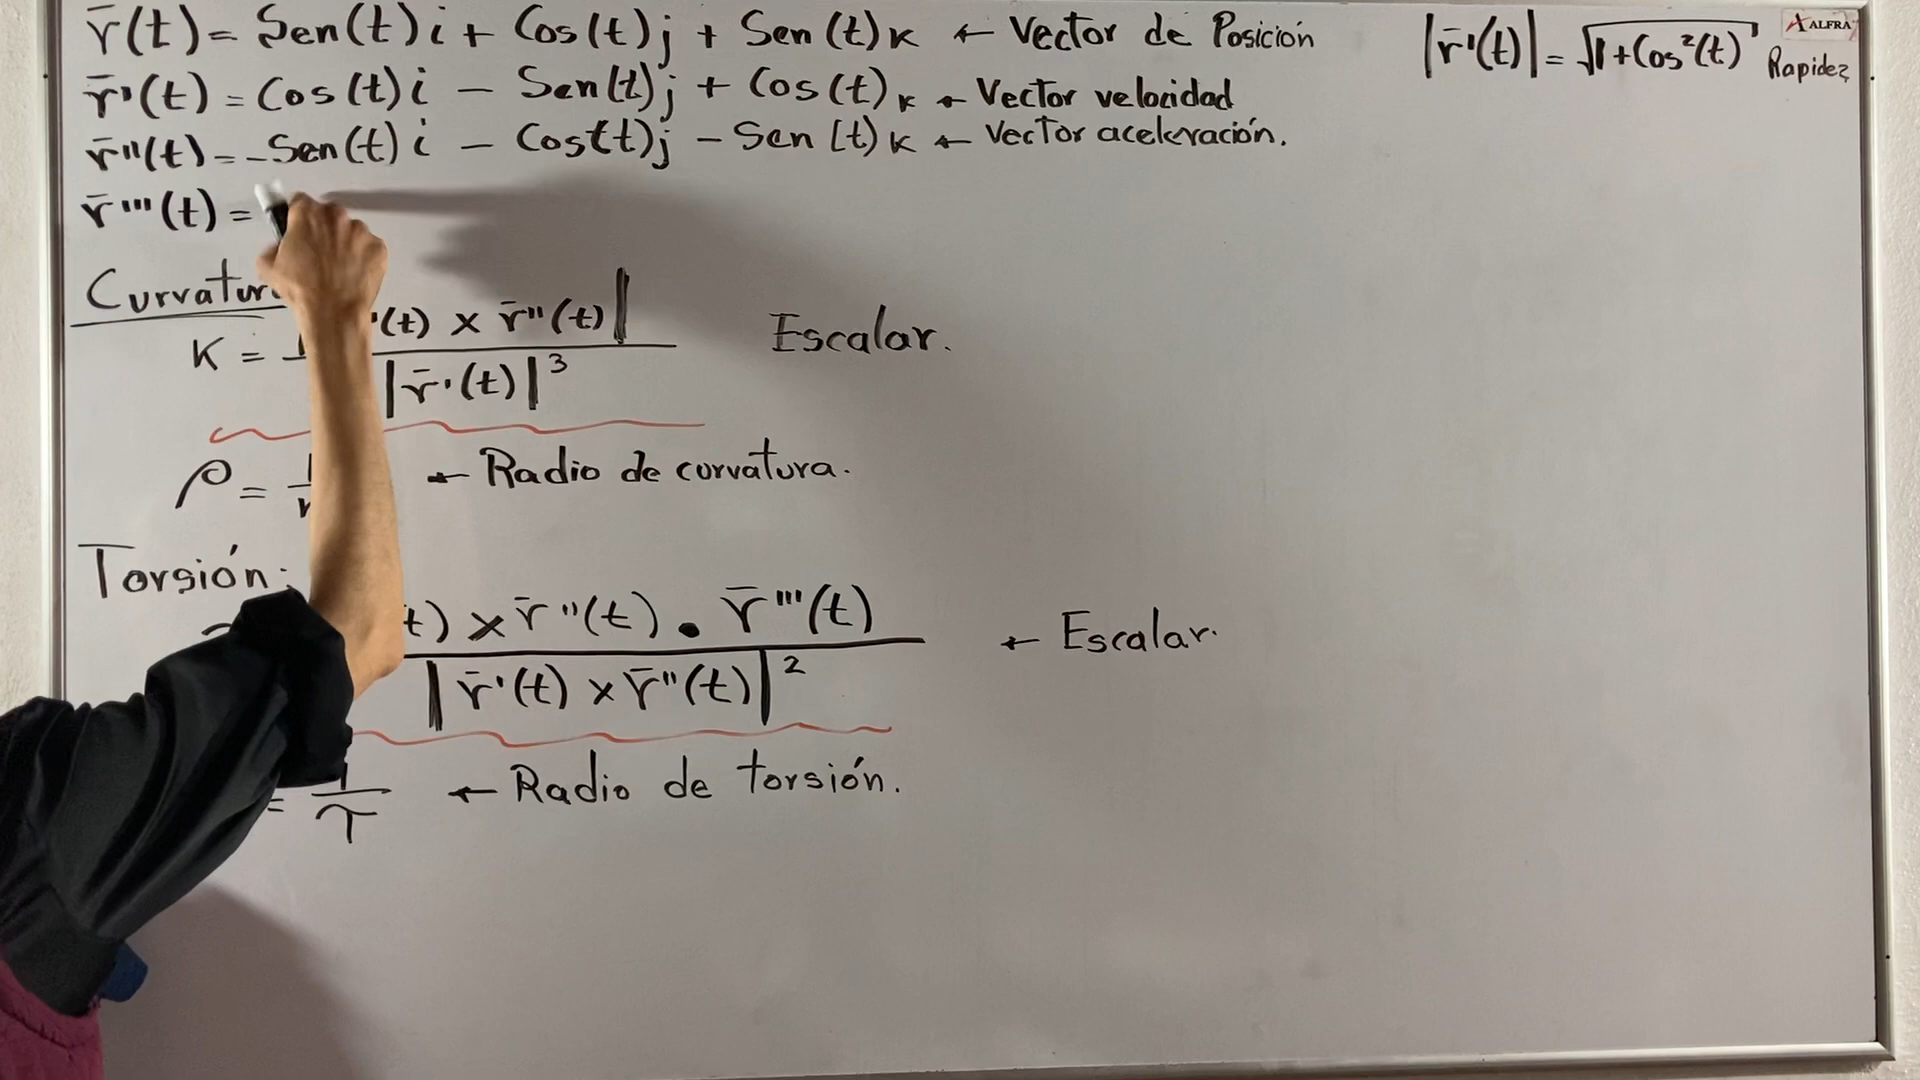 r̄(t) = Sen(t)i + Cos(t)j + Sen(t)k ← Vector de Posición
|r̄'(t)| = √1+Cos²(t) Rapidez
ALFRA
r̄'(t) = Cos(t)i - Sen(t)j + Cos(t)k ← Vector velocidad
r̄''(t) = -Sen(t)i - Cos(t)j - Sen(t)k ← Vector aceleración.
r̄'''(t) =
Curvatur
K = '(t) × r̄''(t)|
|r̄'(t)|³
Escalar.
ρ = 1 ← Radio de curvatura.
Torsión:
t) × r̄''(t) • r̄'''(t)
|r̄'(t) × r̄''(t)|²
← Escalar.
= 1
τ
← Radio de torsión.